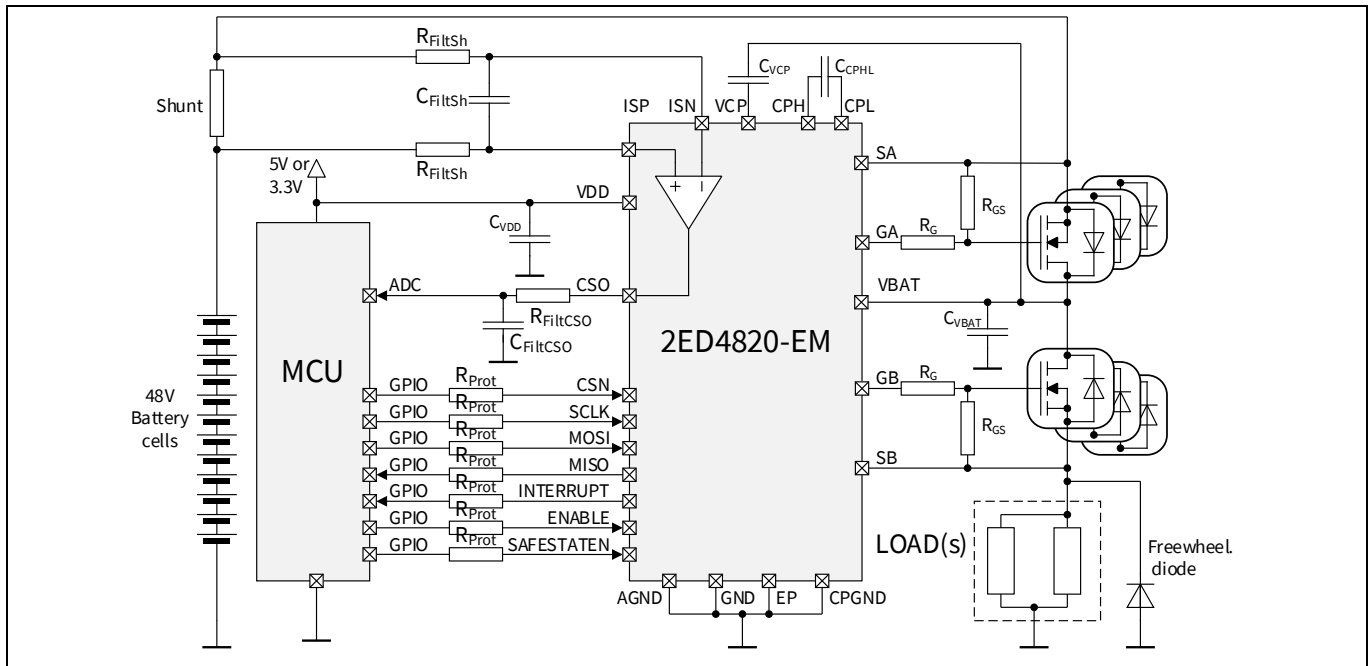 RFiltSh
CFiltSh
Shunt
RFiltSh
CVCP
CCPHL
ISP
ISN
VCP
CPH
CPL
5V or
3.3V
VDD
CVDD
SA
RGS
GA
RG
VBAT
CVBAT
ADC
CSO
RFiltCSO
CFiltCSO
2ED4820-EM
MCU
48V
Battery
cells
GPIO
RProt
CSN
GPIO
RProt
SCLK
GPIO
RProt
MOSI
GPIO
RProt
MISO
GPIO
RProt
INTERRUPT
GPIO
RProt
ENABLE
GPIO
RProt
SAFESTATEN
GB
RG
RGS
SB
LOAD(s)
Freewheel.
diode
AGND
GND
EP
CPGND